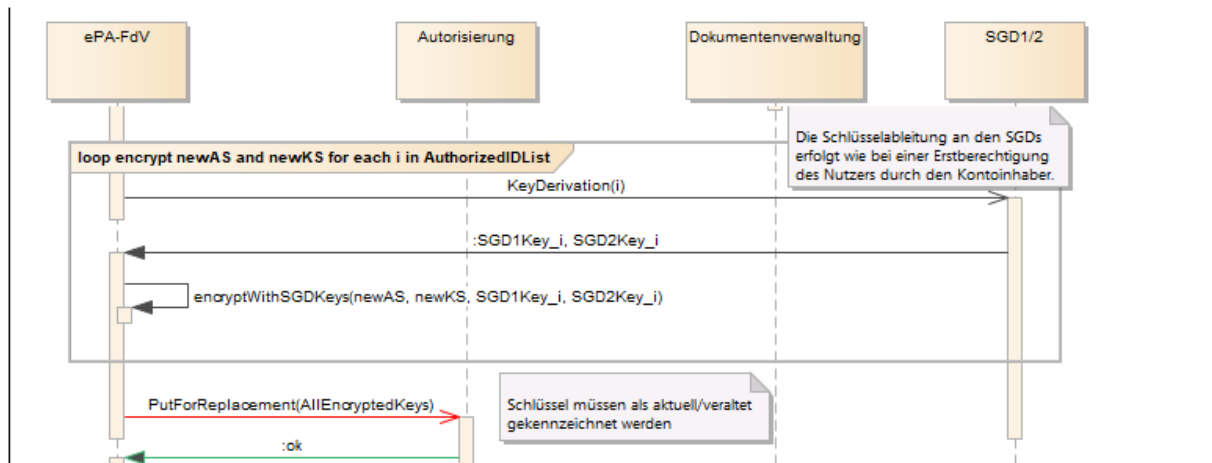 ePA-FdV
Autorisierung
Dokumentenverwaltung
SGD1/2
Die Schlüsselableitung an den SGDs
erfolgt wie bei einer Erstberechtigung
des Nutzers durch den Kontoinhaber.
loop encrypt newAS and newKS for each i in AuthorizedIDList
KeyDerivation(i)
:SGD1Key_i, SGD2Key_i
encryptWithSGDKeys(newAS, newKS, SGD1Key_i, SGD2Key_i)
PutForReplacement(AllEncryptedKeys)
Schlüssel müssen als aktuell/veraltet
gekennzeichnet werden
:ok